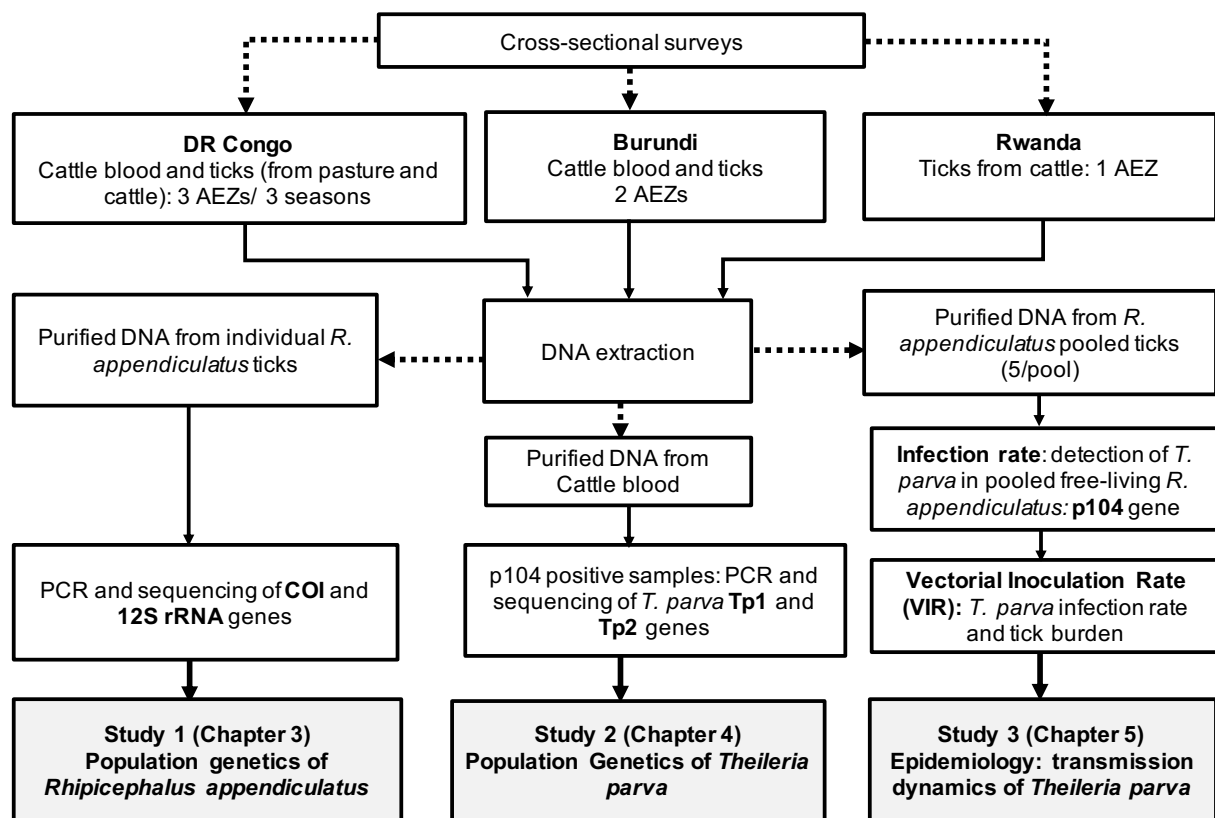 Cross-sectional surveys
DR Congo
Cattle blood and ticks (from pasture and
cattle): 3 AEZs/ 3 seasons
Burundi
Cattle blood and ticks
2 AEZs
Rwanda
Ticks from cattle: 1 AEZ
Purified DNA from individual R.
appendiculatus ticks
DNA extraction
Purified DNA from R.
appendiculatus pooled ticks
(5/pool)
Purified DNA from
Cattle blood
Infection rate: detection of T.
parva in pooled free-living R.
appendiculatus: p104 gene
PCR and sequencing of COI and
12S rRNA genes
p104 positive samples: PCR and
sequencing of T. parva Tp1 and
Tp2 genes
Vectorial Inoculation Rate
(VIR): T. parva infection rate
and tick burden
Study 1 (Chapter 3)
Population genetics of
Rhipicephalus appendiculatus
Study 2 (Chapter 4)
Population Genetics of Theileria
parva
Study 3 (Chapter 5)
Epidemiology: transmission
dynamics of Theileria parva